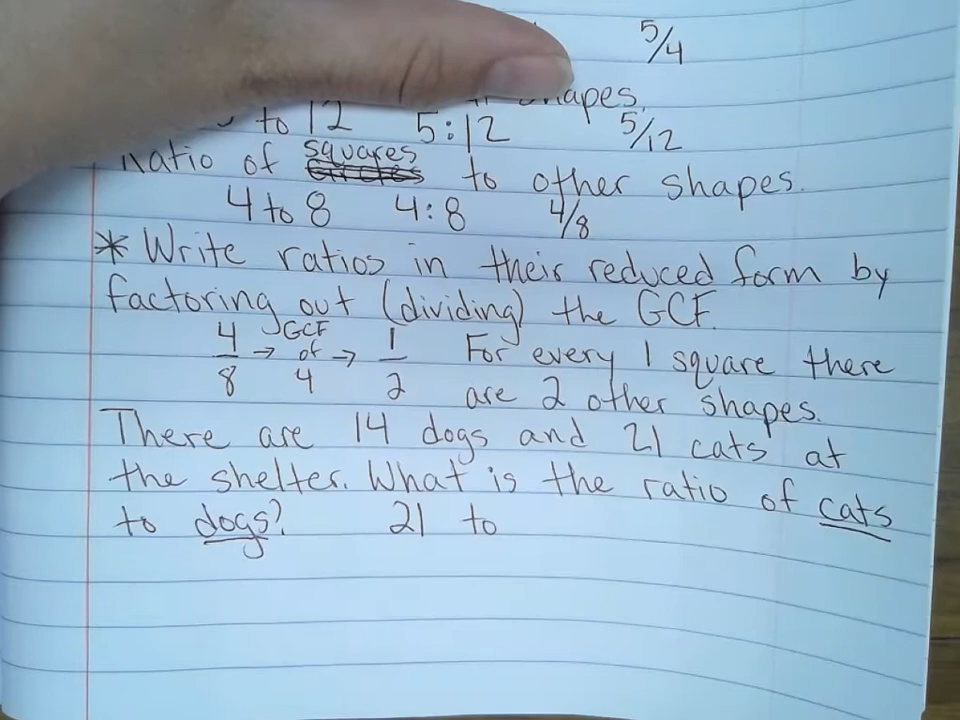 5/4
shapes.
to 12 5:12 5/12
Ratio of squares to other shapes.
4 to 8 4:8 4/8
* Write ratios in their reduced form by
factoring out (dividing) the GCF.
4/8 → GCF of 4 → 1/2 For every 1 square there
are 2 other shapes.
There are 14 dogs and 21 cats at
the shelter. What is the ratio of cats
to dogs? 21 to